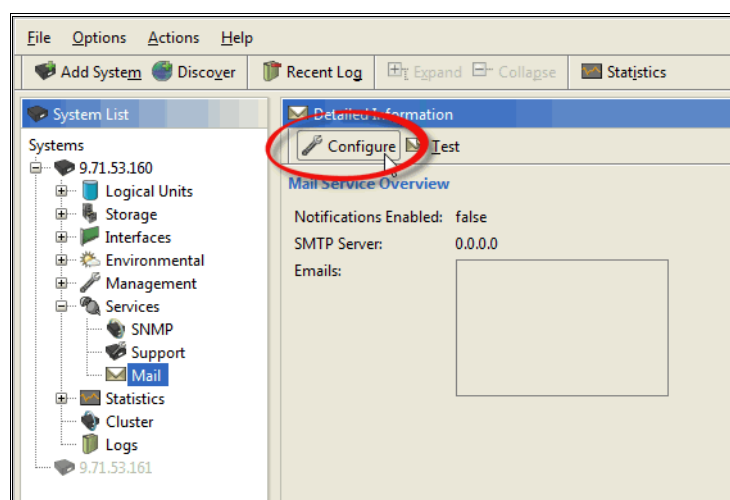 File Options Actions Help
Add System Discover Recent Log Expand Collapse Statistics
System List
Detailed Information
Systems
Configure Test
9.71.53.160
Mail Service Overview
Logical Units
Storage
Notifications Enabled: false
Interfaces
SMTP Server: 0.0.0.0
Environmental
Emails:
Management
Services
SNMP
Support
Mail
Statistics
Cluster
Logs
9.71.53.161